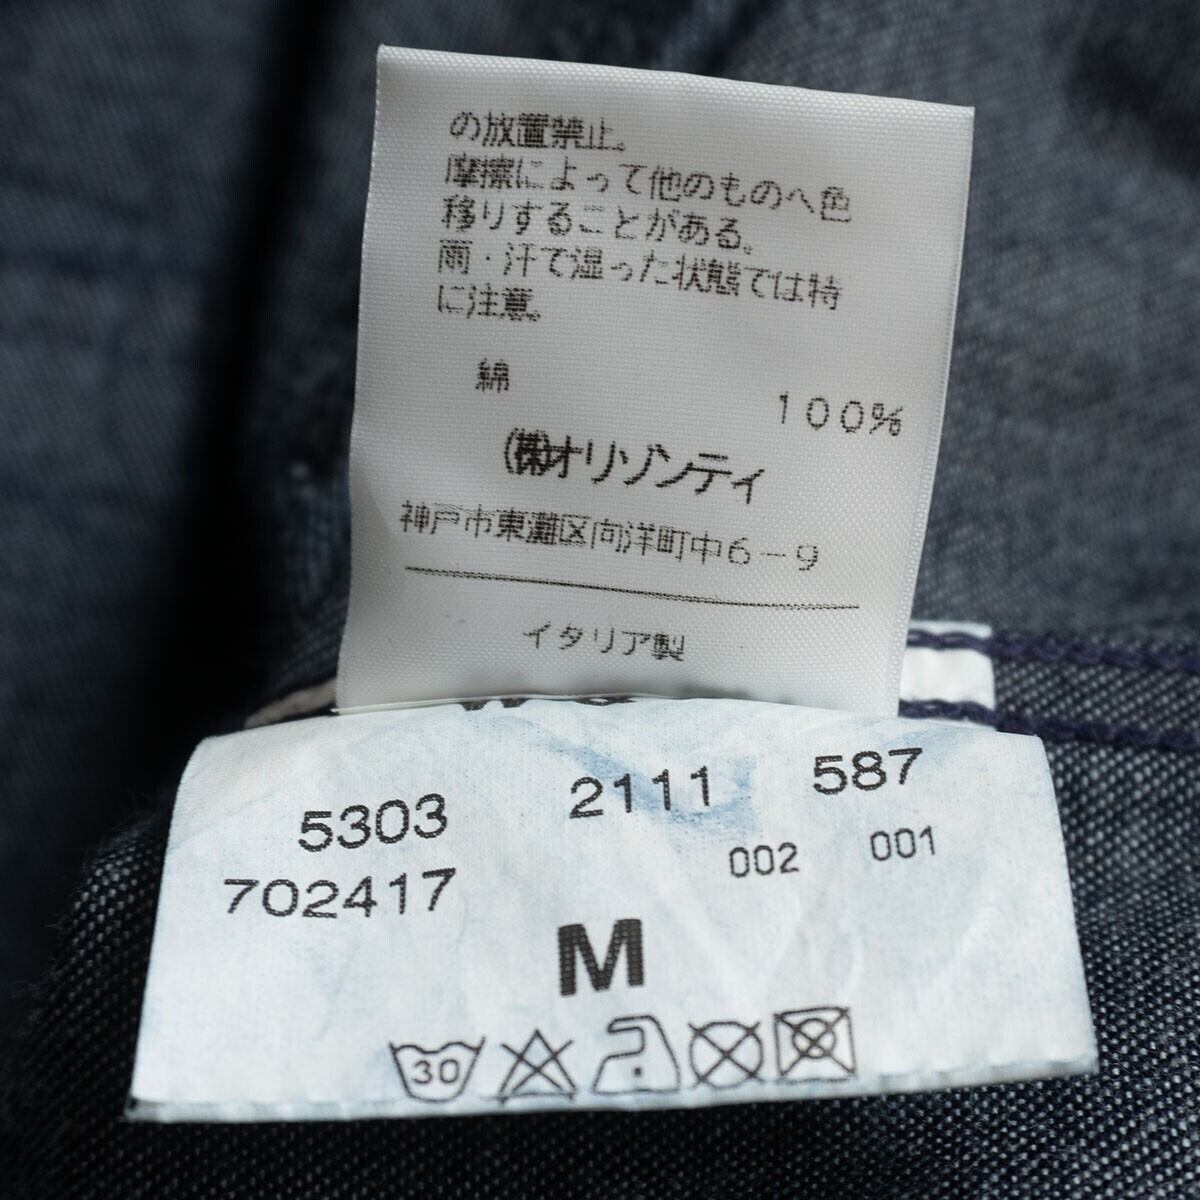 の放置禁止。
摩擦によって他のものへ色
移りすることがある。
雨・汗で湿った状態では特
に注意。
綿 100%
(株)オリゾンティ
神戸市東灘区向洋町中6-9
イタリア製
5303 2111 587
702417 002 001
M
30